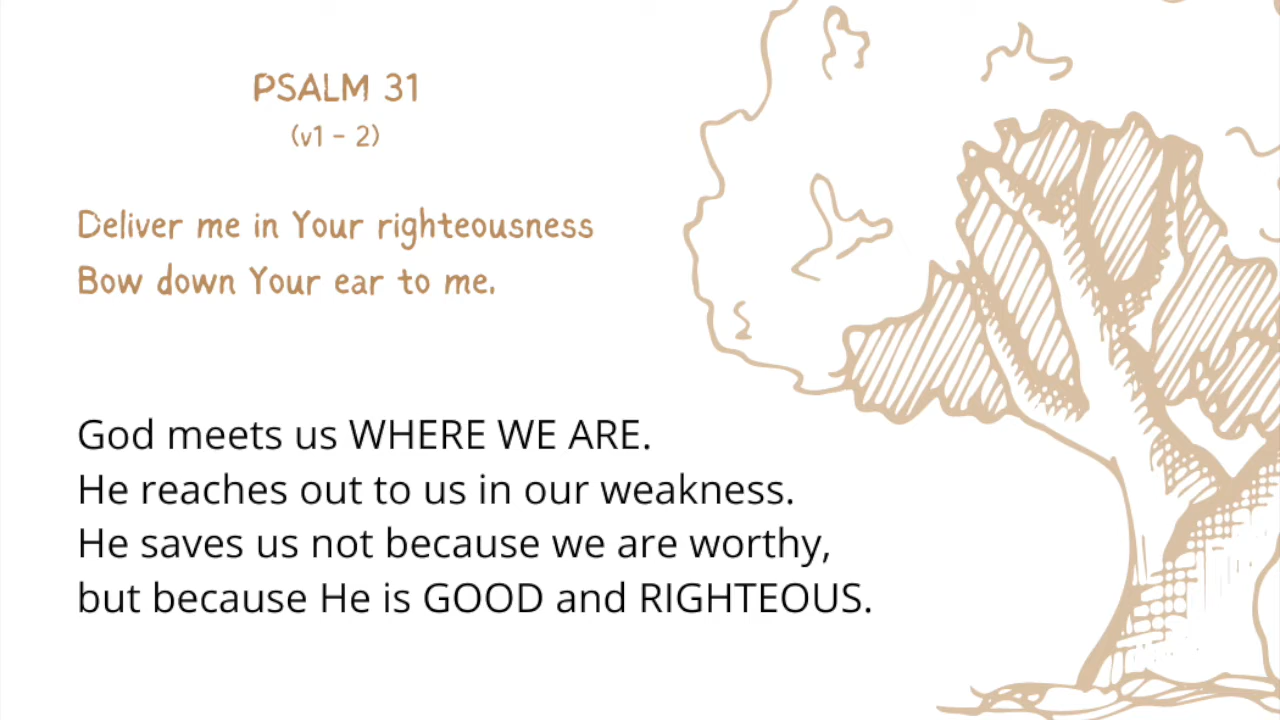 PSALM 31
(v1 - 2)
Deliver me in Your righteousness
Bow down Your ear to me.
God meets us WHERE WE ARE.
He reaches out to us in our weakness.
He saves us not because we are worthy,
but because He is GOOD and RIGHTEOUS.